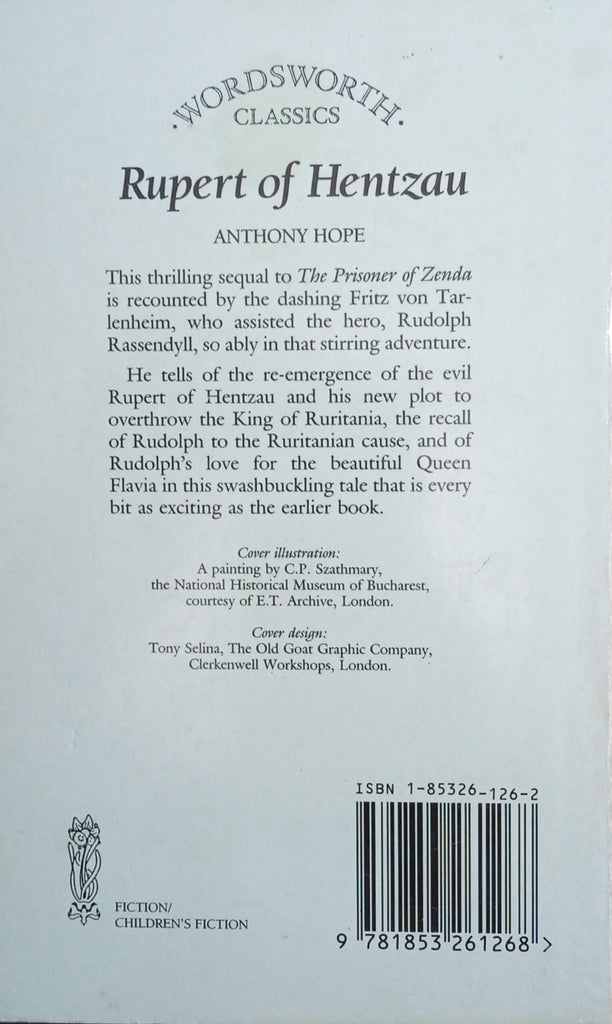 ·WORDSWORTH·
CLASSICS
Rupert of Hentzau
ANTHONY HOPE
This thrilling sequal to The Prisoner of Zenda
is recounted by the dashing Fritz von Tar-
lenheim, who assisted the hero, Rudolph
Rassendyll, so ably in that stirring adventure.
He tells of the re-emergence of the evil
Rupert of Hentzau and his new plot to
overthrow the King of Ruritania, the recall
of Rudolph to the Ruritanian cause, and of
Rudolph's love for the beautiful Queen
Flavia in this swashbuckling tale that is every
bit as exciting as the earlier book.
Cover illustration:
A painting by C.P. Szathmary,
the National Historical Museum of Bucharest,
courtesy of E.T. Archive, London.
Cover design:
Tony Selina, The Old Goat Graphic Company,
Clerkenwell Workshops, London.
ISBN 1-85326-126-2
9 781853 261268 >
FICTION/
CHILDREN'S FICTION